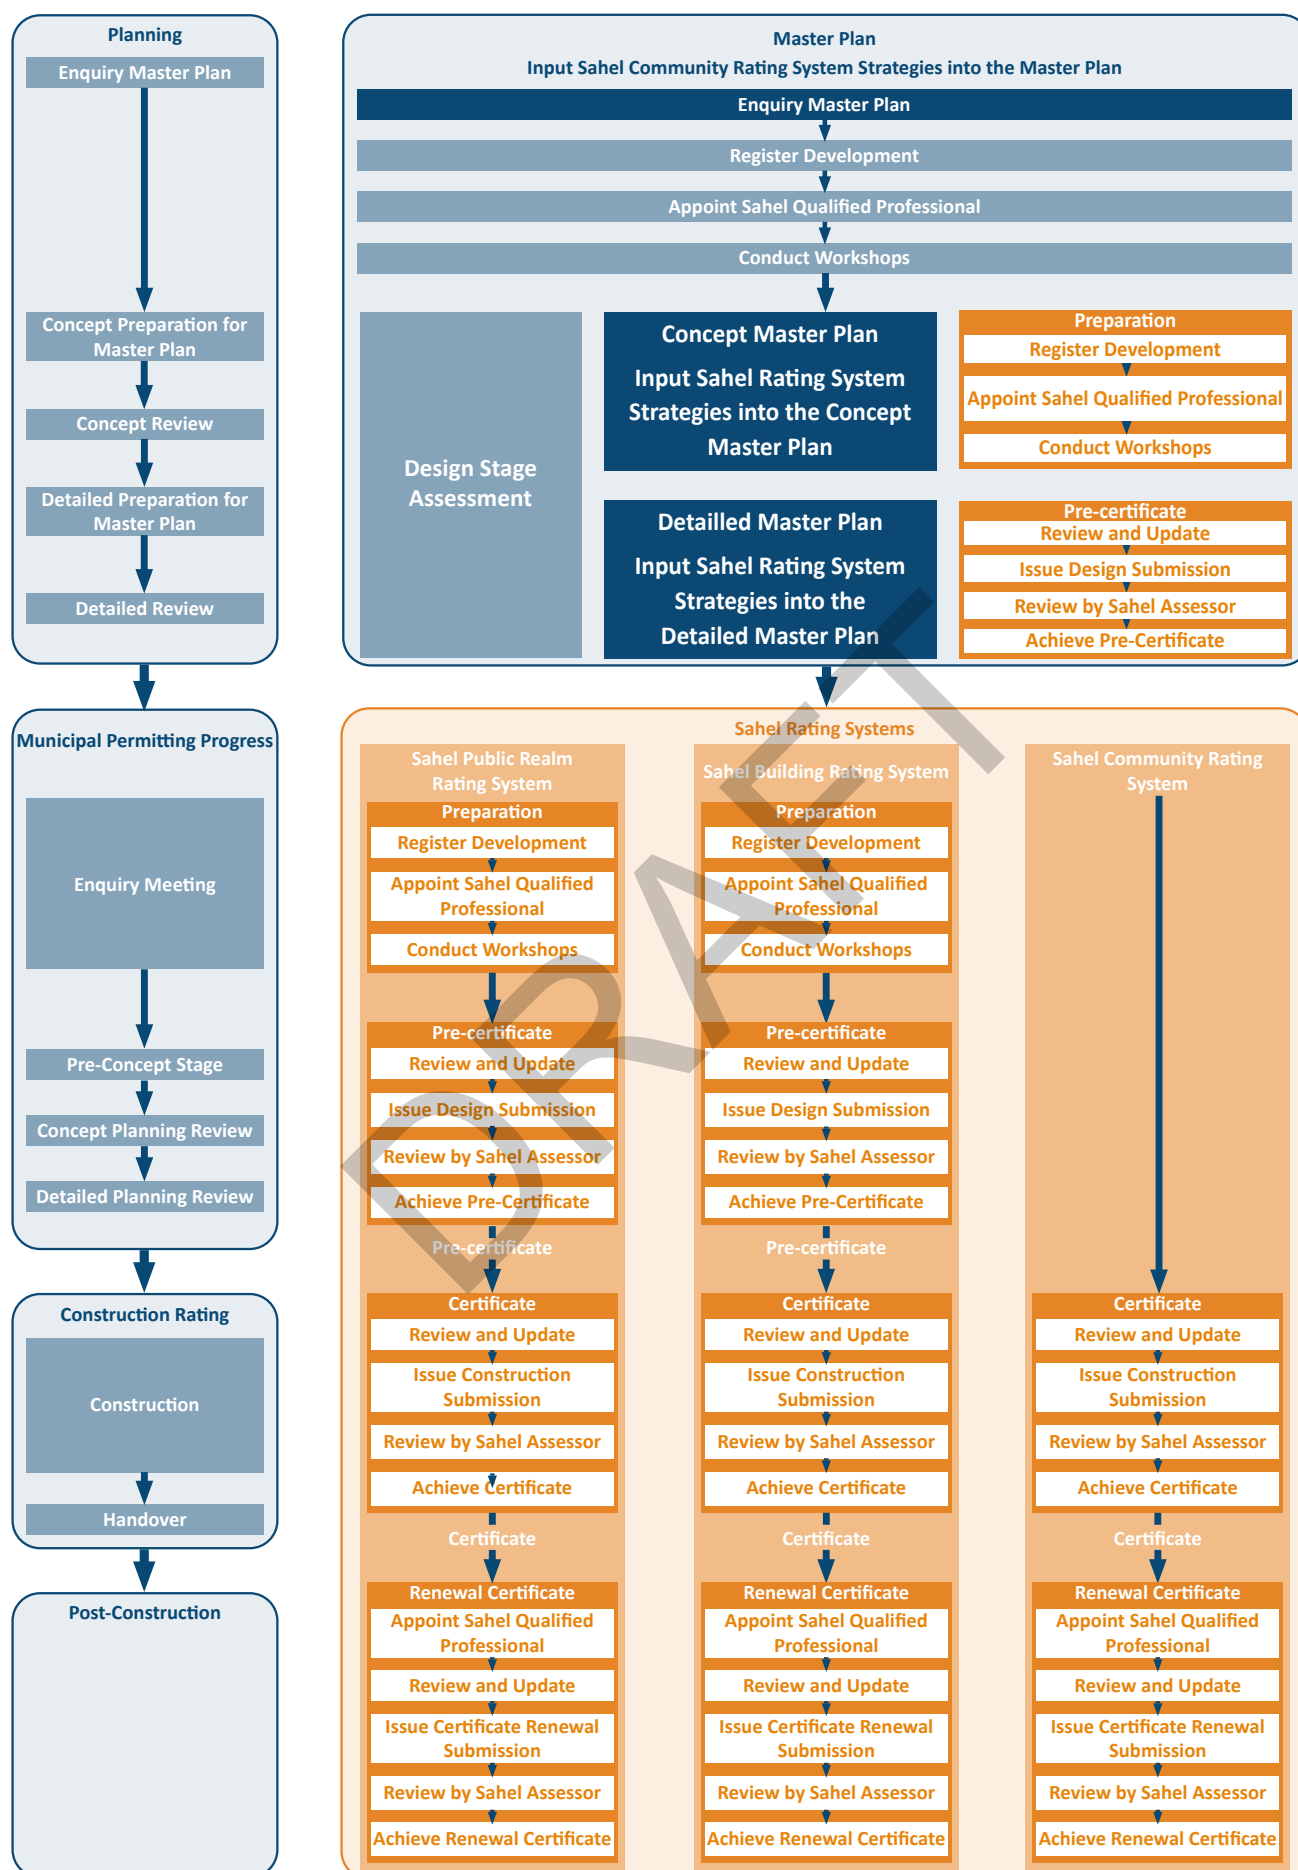 Planning
Enquiry Master Plan
Concept Preparation for
Master Plan
Concept Review
Detailed Preparation for
Master Plan
Detailed Review
Master Plan
Input Sahel Community Rating System Strategies into the Master Plan
Enquiry Master Plan
Register Development
Appoint Sahel Qualified Professional
Conduct Workshops
Design Stage
Assessment
Concept Master Plan
Input Sahel Rating System
Strategies into the Concept
Master Plan
Preparation
Register Development
Appoint Sahel Qualified Professional
Conduct Workshops
Detailled Master Plan
Input Sahel Rating System
Strategies into the
Detailed Master Plan
Pre-certificate
Review and Update
Issue Design Submission
Review by Sahel Assessor
Achieve Pre-Certificate
Municipal Permitting Progress
Enquiry Meeting
Pre-Concept Stage
Concept Planning Review
Detailed Planning Review
Construction Rating
Construction
Handover
Post-Construction
Sahel Rating Systems
Sahel Public Realm
Rating System
Preparation
Register Development
Appoint Sahel Qualified
Professional
Conduct Workshops
Pre-certificate
Review and Update
Issue Design Submission
Review by Sahel Assessor
Achieve Pre-Certificate
Pre-certificate
Certificate
Review and Update
Issue Construction
Submission
Review by Sahel Assessor
Achieve Certificate
Certificate
Renewal Certificate
Appoint Sahel Qualified
Professional
Review and Update
Issue Certificate Renewal
Submission
Review by Sahel Assessor
Achieve Renewal Certificate
Sahel Building Rating System
Preparation
Register Development
Appoint Sahel Qualified
Professional
Conduct Workshops
Pre-certificate
Review and Update
Issue Design Submission
Review by Sahel Assessor
Achieve Pre-Certificate
Pre-certificate
Certificate
Review and Update
Issue Construction
Submission
Review by Sahel Assessor
Achieve Certificate
Certificate
Renewal Certificate
Appoint Sahel Qualified
Professional
Review and Update
Issue Certificate Renewal
Submission
Review by Sahel Assessor
Achieve Renewal Certificate
Sahel Community Rating
System
Certificate
Review and Update
Issue Construction
Submission
Review by Sahel Assessor
Achieve Certificate
Certificate
Renewal Certificate
Appoint Sahel Qualified
Professional
Review and Update
Issue Certificate Renewal
Submission
Review by Sahel Assessor
Achieve Renewal Certificate
DRAFT